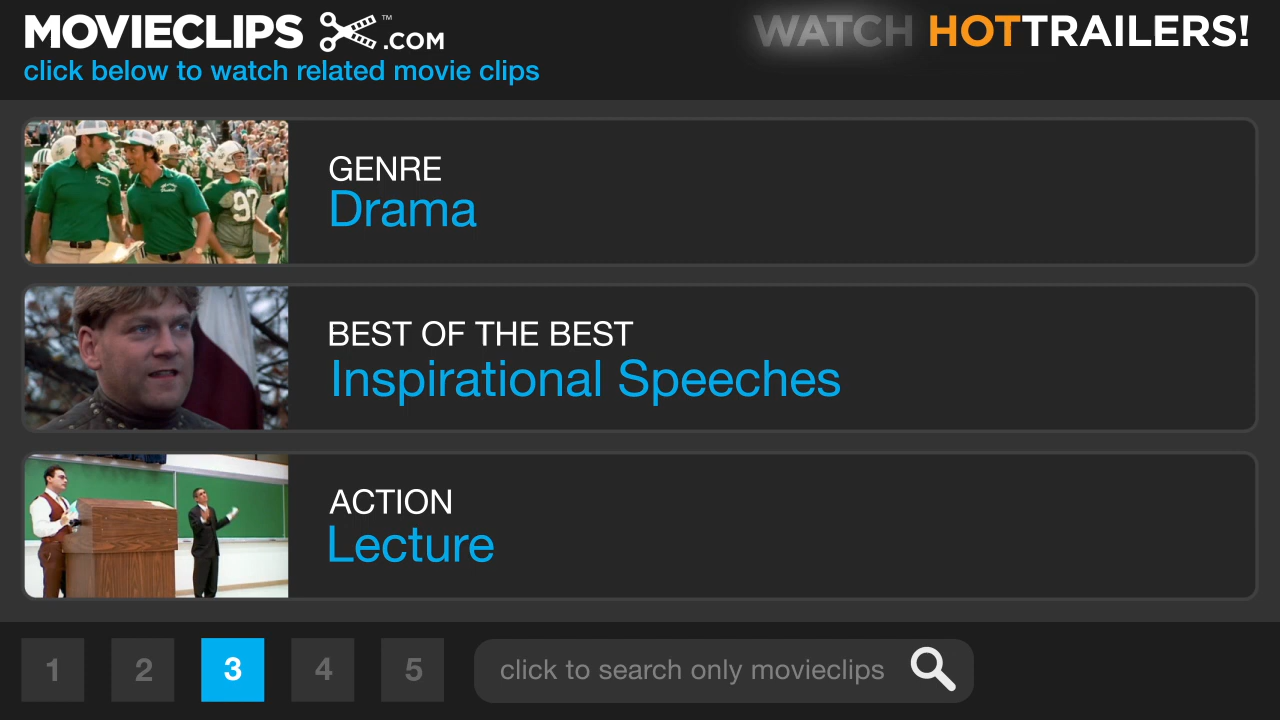 MOVIECLIPS ™ .COM
WATCH HOTTRAILERS!
click below to watch related movie clips
97
GENRE
Drama
BEST OF THE BEST
Inspirational Speeches
ACTION
Lecture
1 2 3 4 5
click to search only movieclips